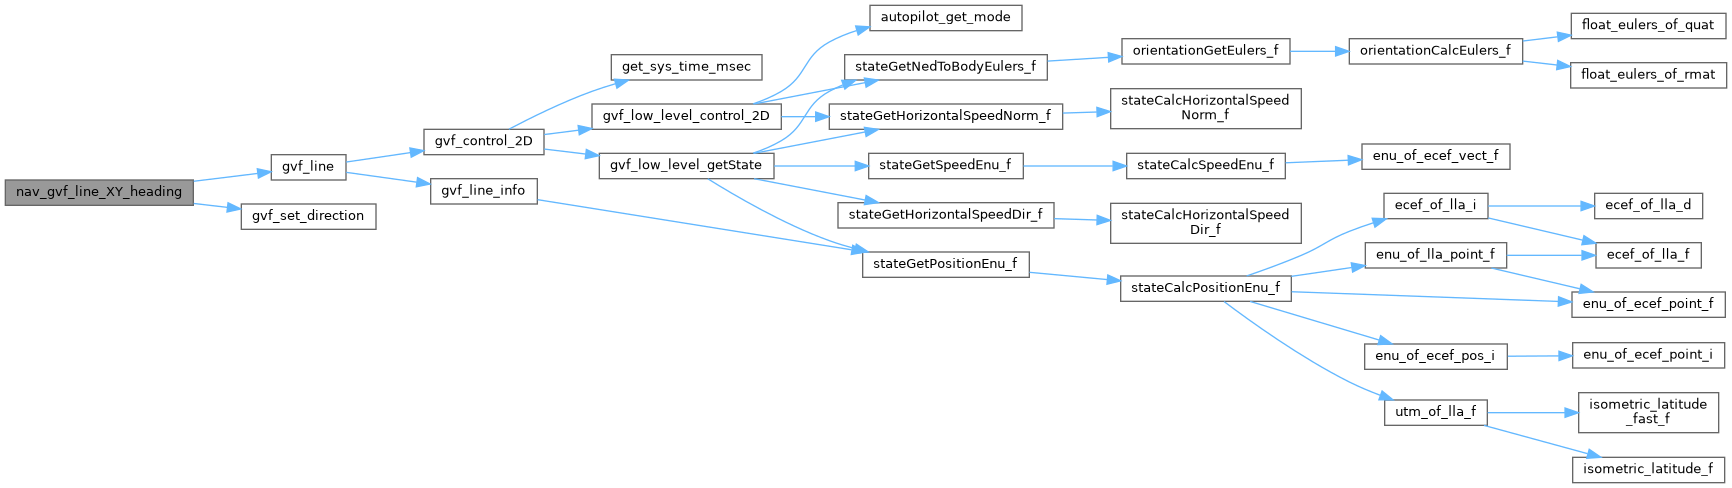 nav_gvf_line_XY_heading
gvf_line
gvf_set_direction
gvf_control_2D
gvf_line_info
get_sys_time_msec
gvf_low_level_control_2D
gvf_low_level_getState
autopilot_get_mode
stateGetNedToBodyEulers_f
stateGetHorizontalSpeedNorm_f
stateGetSpeedEnu_f
stateGetHorizontalSpeedDir_f
stateGetPositionEnu_f
orientationGetEulers_f
stateCalcHorizontalSpeed
Norm_f
stateCalcSpeedEnu_f
stateCalcHorizontalSpeed
Dir_f
stateCalcPositionEnu_f
orientationCalcEulers_f
enu_of_ecef_vect_f
ecef_of_lla_i
enu_of_lla_point_f
enu_of_ecef_pos_i
utm_of_lla_f
float_eulers_of_quat
float_eulers_of_rmat
ecef_of_lla_d
ecef_of_lla_f
enu_of_ecef_point_f
enu_of_ecef_point_i
isometric_latitude
_fast_f
isometric_latitude_f